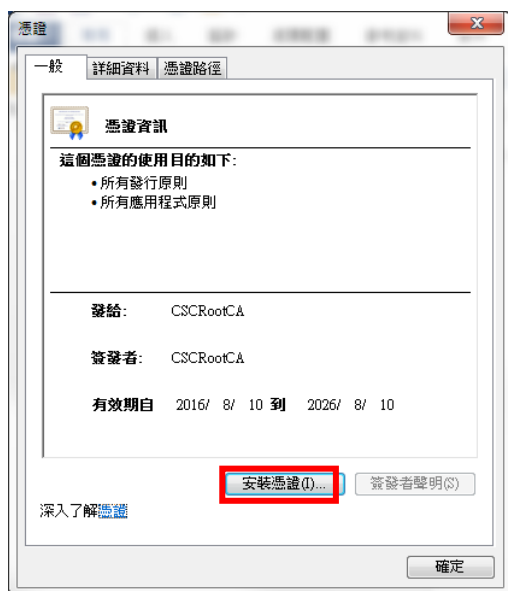 憑證
一般 詳細資料 憑證路徑
憑證資訊
這個憑證的使用目的如下:
•所有發行原則
•所有應用程式原則
發給: CSCRootCA
簽發者: CSCRootCA
有效期自 2016/ 8/ 10 到 2026/ 8/ 10
安裝憑證(I)... 簽發者聲明(S)
深入了解憑證
確定